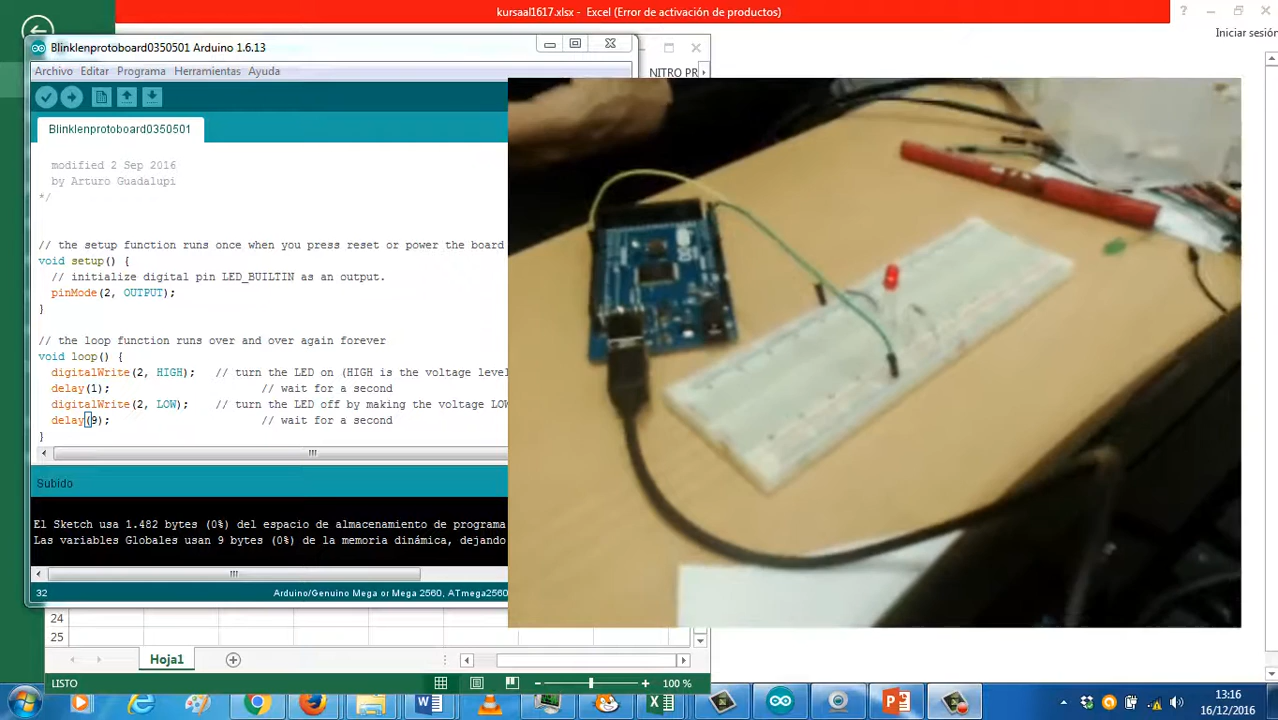 kursaal1617.xlsx - Excel (Error de activación de productos)
Iniciar sesión
Blinklenprotoboard0350501 Arduino 1.6.13
Archivo Editar Programa Herramientas Ayuda
NITRO PR
Blinklenprotoboard0350501
modified 2 Sep 2016
by Arturo Guadalupi
*/
// the setup function runs once when you press reset or power the board
void setup() {
// initialize digital pin LED_BUILTIN as an output.
pinMode(2, OUTPUT);
}
// the loop function runs over and over again forever
void loop() {
digitalWrite(2, HIGH); // turn the LED on (HIGH is the voltage level
delay(1); // wait for a second
digitalWrite(2, LOW); // turn the LED off by making the voltage LOW
delay(9); // wait for a second
}
Subido
El Sketch usa 1.482 bytes (0%) del espacio de almacenamiento de programa
Las variables Globales usan 9 bytes (0%) de la memoria dinámica, dejando
32
Arduino/Genuino Mega or Mega 2560, ATmega2560
24
25
Hoja1
LISTO
100 %
13:16
16/12/2016